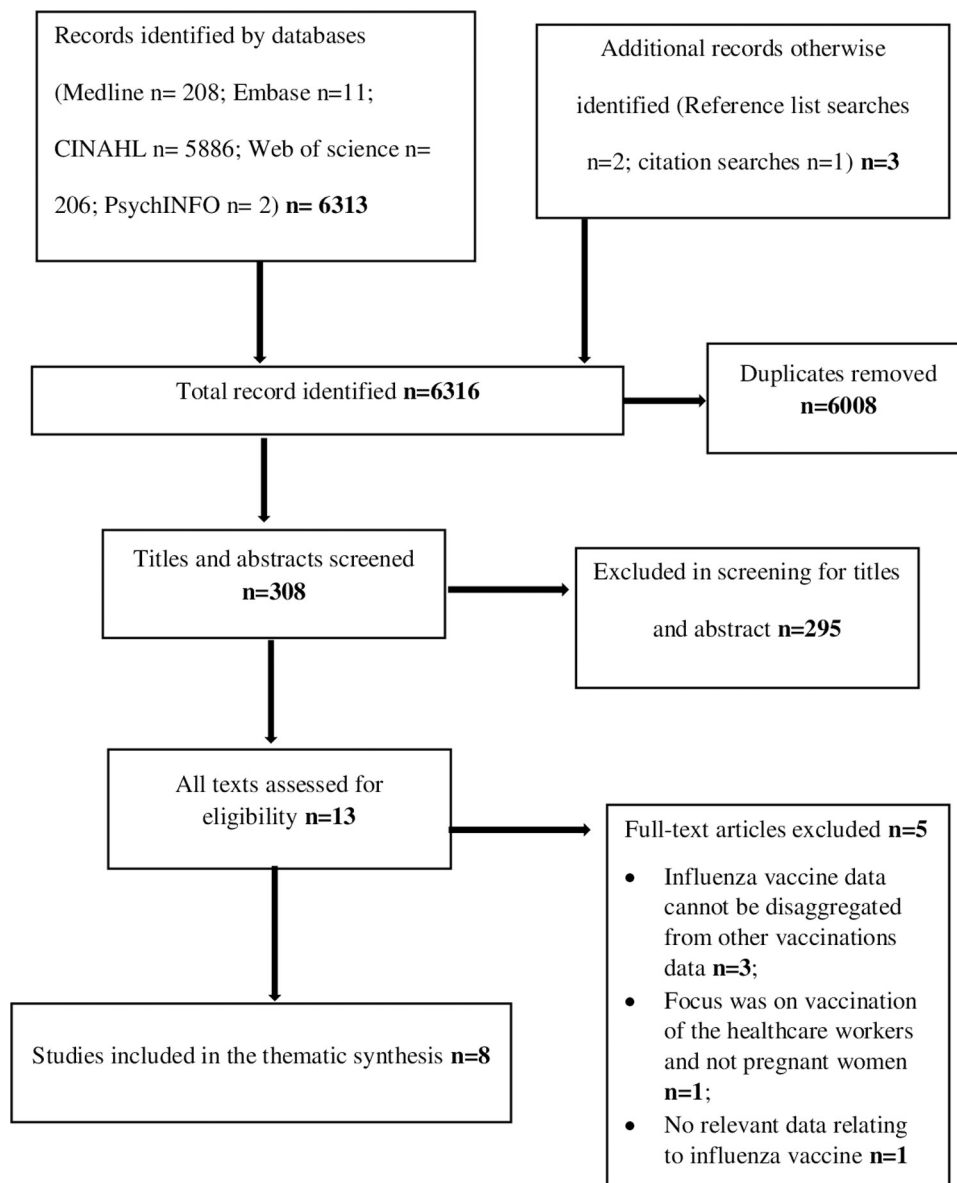 Records identified by databases
(Medline n= 208; Embase n=11;
CINAHL n= 5886; Web of science n=
206; PsychINFO n= 2) n= 6313
Additional records otherwise
identified (Reference list searches
n=2; citation searches n=1) n=3
Total record identified n=6316
Duplicates removed
n=6008
Titles and abstracts screened
n=308
Excluded in screening for titles
and abstract n=295
All texts assessed for
eligibility n=13
Full-text articles excluded n=5
• Influenza vaccine data
cannot be disaggregated
from other vaccinations
data n=3;
• Focus was on vaccination
of the healthcare workers
and not pregnant women
n=1;
• No relevant data relating
to influenza vaccine n=1
Studies included in the thematic synthesis n=8